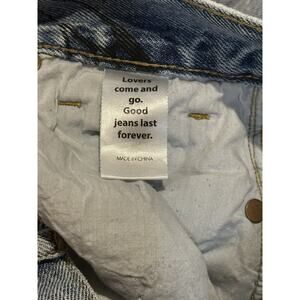 Lovers
come and
go.
Good
jeans last
forever.
MADE IN CHINA